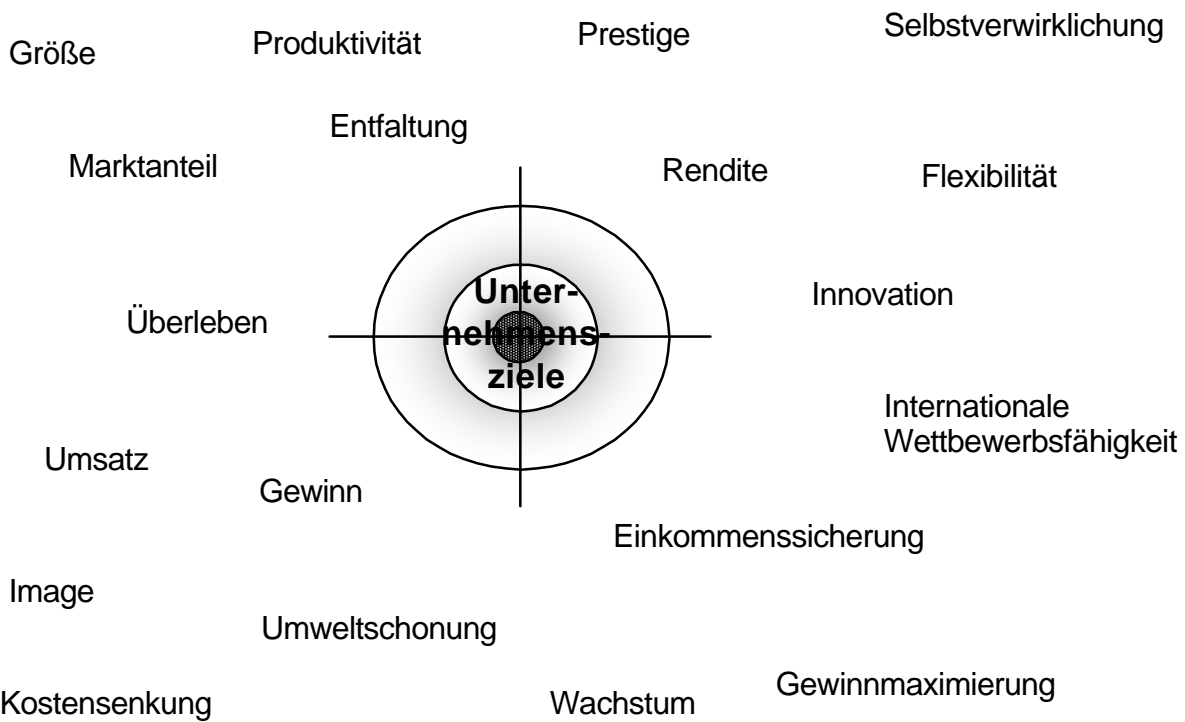 Größe
Produktivität
Prestige
Selbstverwirklichung
Entfaltung
Marktanteil
Rendite
Flexibilität
Unter-
nehmens-
ziele
Innovation
Überleben
Internationale
Wettbewerbsfähigkeit
Umsatz
Gewinn
Einkommenssicherung
Image
Umweltschonung
Kostensenkung
Wachstum
Gewinnmaximierung